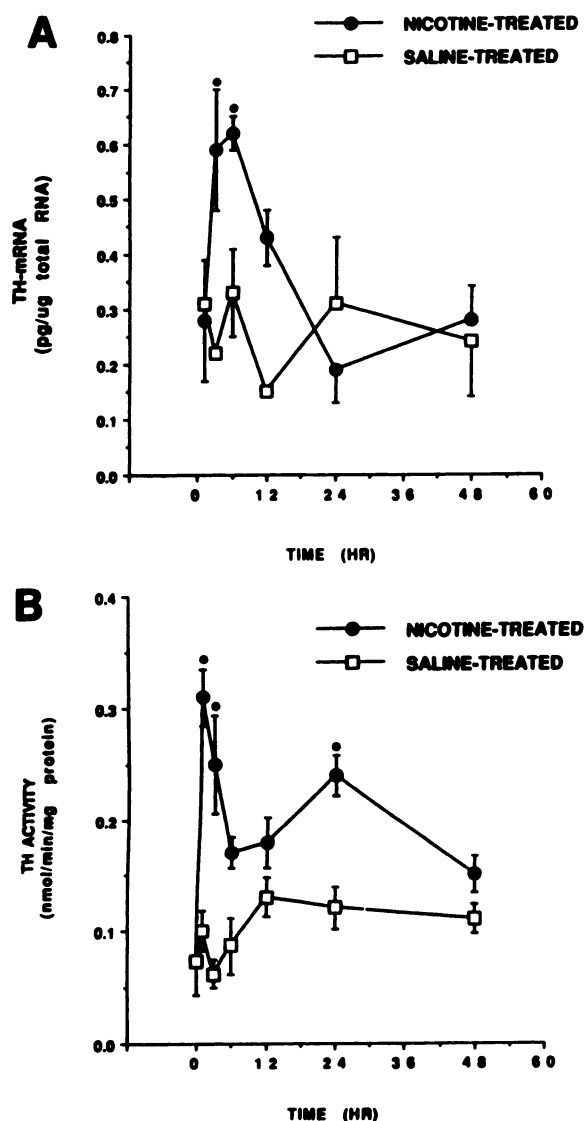 A
NICOTINE-TREATED
SALINE-TREATED
0.8
0.7
0.6
0.5
0.4
0.3
0.2
0.1
0.0
TH-mRNA
(pg/ug total RNA)
0 12 24 36 48 60
TIME (HR)
B
NICOTINE-TREATED
SALINE-TREATED
0.4
0.3
0.2
0.1
0.0
TH ACTIVITY
(nmol/min/mg protein)
0 12 24 36 48 60
TIME (HR)